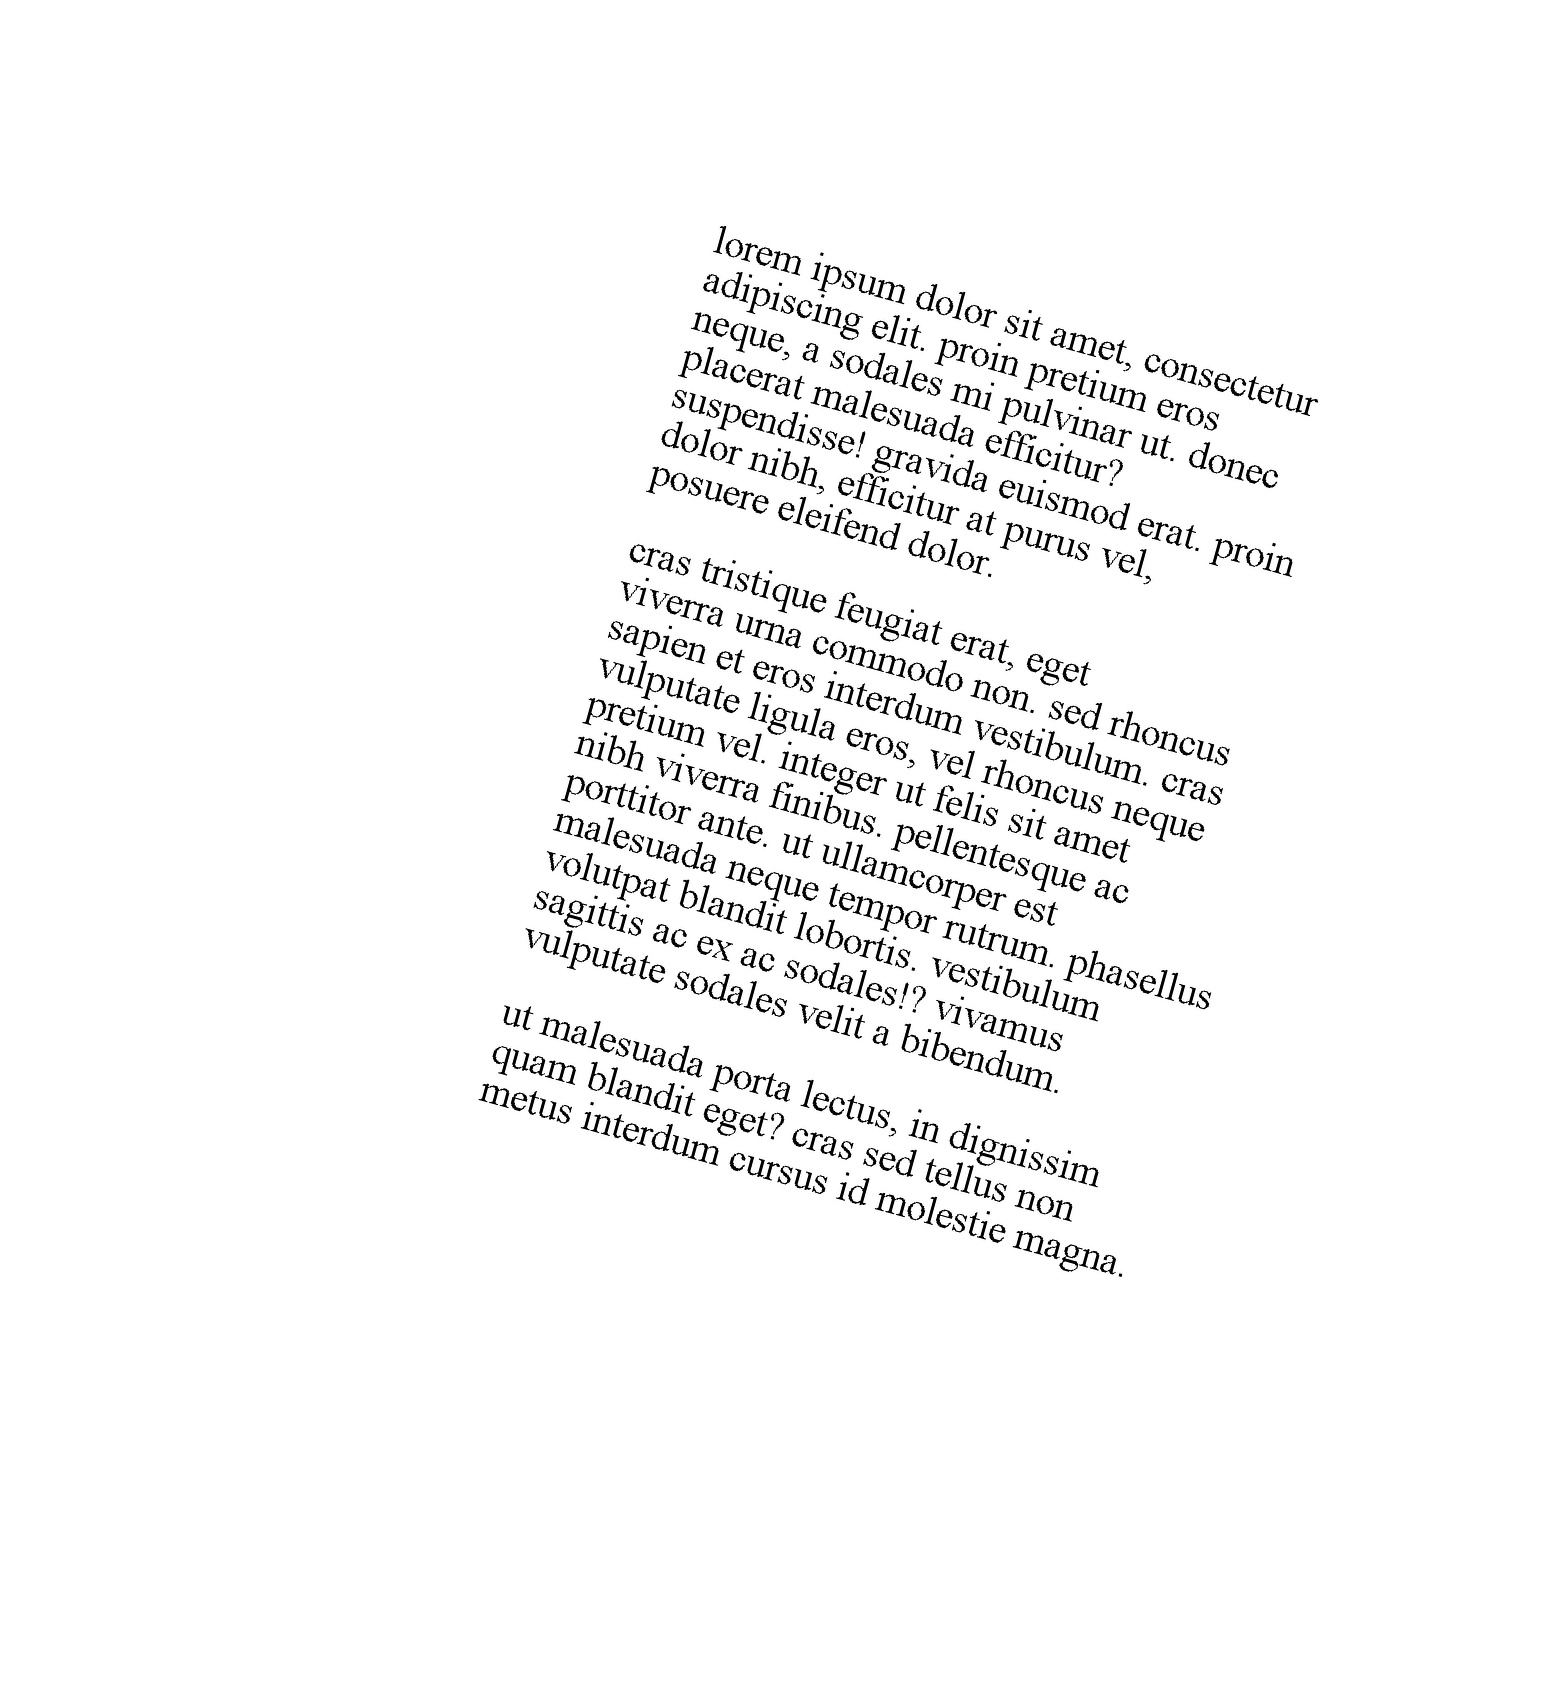 lorem ipsum dolor sit amet, consectetur
adipiscing elit. proin pretium eros
neque, a sodales mi pulvinar ut. donec
placerat malesuada efficitur?
suspendisse! gravida euismod erat. proin
dolor nibh, efficitur at purus vel,
posuere eleifend dolor.

cras tristique feugiat erat, eget
viverra urna commodo non. sed rhoncus
sapien et eros interdum vestibulum. cras
vulputate ligula eros, vel rhoncus neque
pretium vel. integer ut felis sit amet
nibh viverra finibus. pellentesque ac
porttitor ante. ut ullamcorper est
malesuada neque tempor rutrum. phasellus
volutpat blandit lobortis. vestibulum
sagittis ac ex ac sodales!? vivamus
vulputate sodales velit a bibendum.

ut malesuada porta lectus, in dignissim
quam blandit eget? cras sed tellus non
metus interdum cursus id molestie magna.